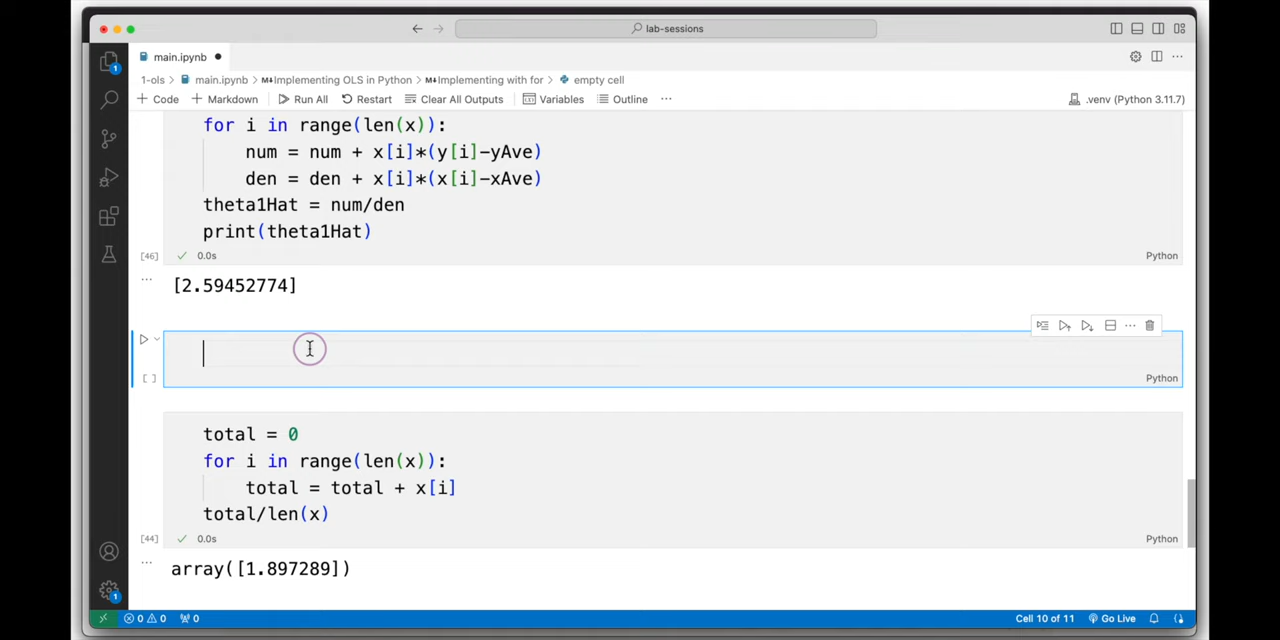 lab-sessions
main.ipynb
1-ols > main.ipynb > M↓Implementing OLS in Python > M↓Implementing with for > empty cell
+ Code + Markdown Run All Restart Clear All Outputs Variables Outline ... .venv (Python 3.11.7)
1
for i in range(len(x)):
num = num + x[i]*(y[i]-yAve)
den = den + x[i]*(x[i]-xAve)
theta1Hat = num/den
print(theta1Hat)
[46] ✓ 0.0s Python
... [2.59452774]
[ ] Python
total = 0
for i in range(len(x)):
total = total + x[i]
total/len(x)
[44] ✓ 0.0s Python
... array([1.897289])
1
0 0 0 Cell 10 of 11 Go Live